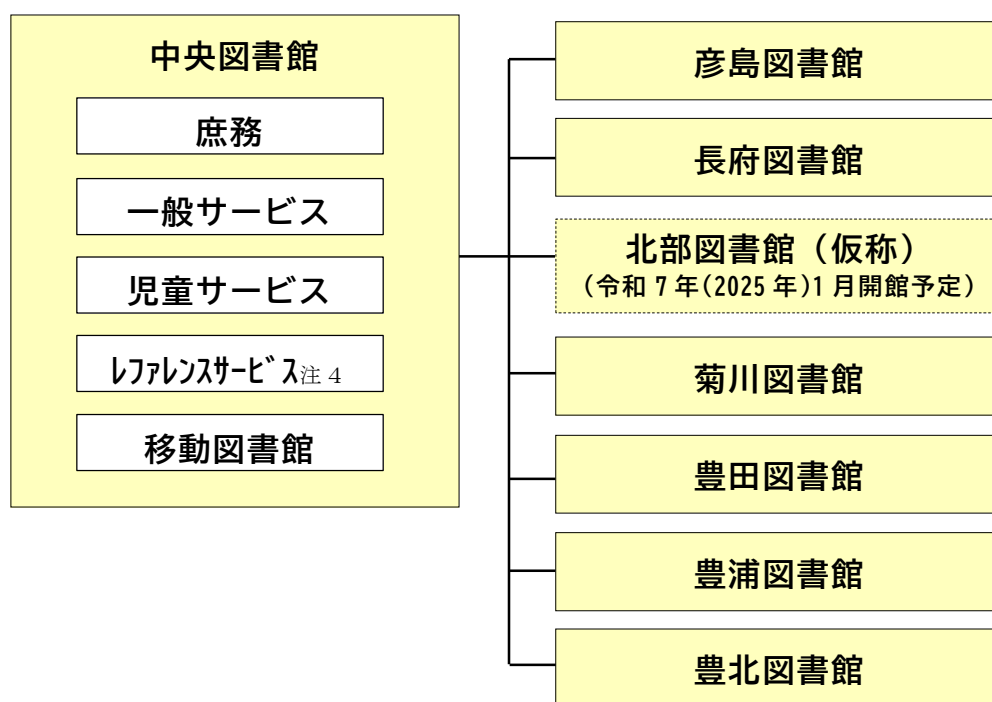 中央図書館
庶務
一般サービス
児童サービス
ﾚﾌｧﾚﾝｽｻｰﾋﾞｽ注 4
移動図書館
彦島図書館
長府図書館
北部図書館（仮称）
（令和 7 年(2025 年)1 月開館予定）
菊川図書館
豊田図書館
豊浦図書館
豊北図書館